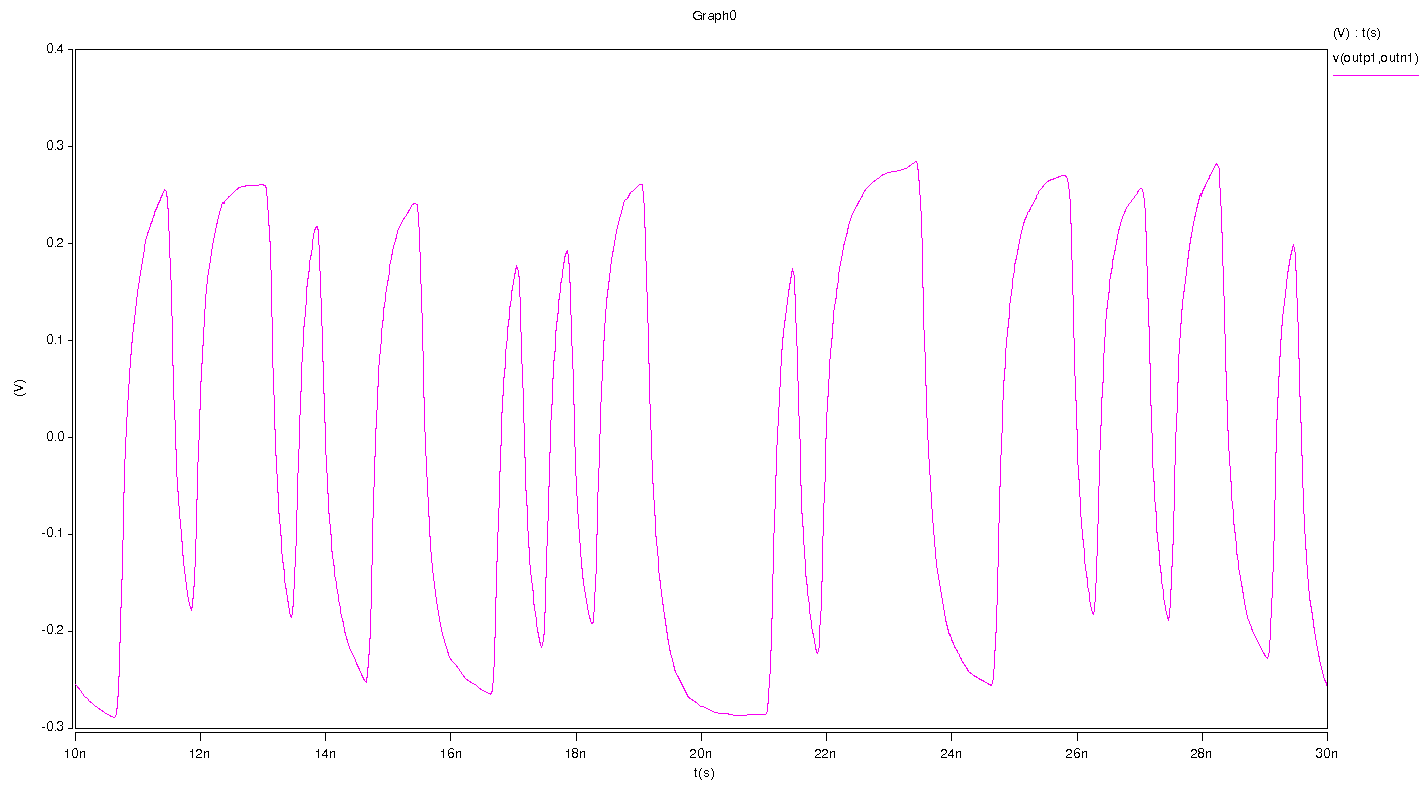 Graph0
(V) : t(s)
v(outp1,outn1)
0.4
0.3
0.2
0.1
0.0
-0.1
-0.2
-0.3
(V)
10n 12n 14n 16n 18n 20n 22n 24n 26n 28n 30n
t(s)